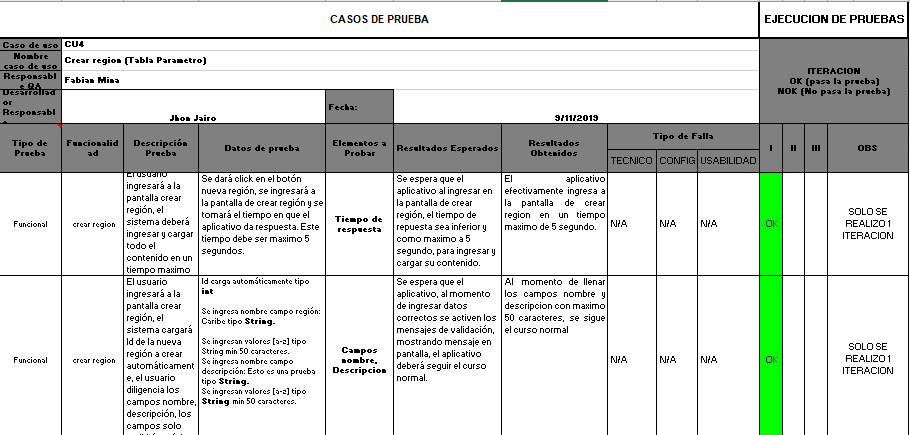 CASOS DE PRUEBA
EJECUCION DE PRUEBAS
Caso de uso
CU4
Nombre
caso de uso
Crear region (Tabla Parametro)
Responsabl
e QA
Fabian Mina
Desarrollad
or
Responsabl
e
Jhon Jairo
Fecha:
9/11/2019
ITERACION
OK (pasa la prueba)
NOK (No pasa la prueba)
Tipo de
Prueba
Funcionalid
ad
Descripción
Prueba
Datos de prueba
Elementos a
Probar
Resultados Esperados
Resultados
Obtenidos
Tipo de Falla
TECNICO
CONFIG
USABILIDAD
I
II
III
OBS
Funcional
crear region
El usuario
ingresará a la
pantalla crear
región, el
sistema deberá
ingresar y cargar
todo el
contenido en un
tiempo maximo
Se dará click en el botón
nueva región, se ingresará a
la pantalla de crear región y se
tomará el tiempo en que el
aplicativo da respuesta. Este
tiempo debe ser maximo 5
segundos.
Tiempo de
respuesta
Se espera que el
aplicativo al ingresar en
la pantalla de crear
región, el tiempo de
repuesta sea inferior y
como maximo a 5
segundo, para ingresar y
cargar su contenido.
El aplicativo
efectivamente ingresa a
la pantalla de crear
region en un tiempo
maximo de 5 segundo.
N/A
N/A
N/A
OK
SOLO SE
REALIZO 1
ITERACION
Funcional
crear region
El usuario
ingresará a la
pantalla crear
región, el
sistema cargará
Id de la nueva
región a crear
automáticament
e, el usuario
diligencia los
campos nombre,
descripción, los
campos solo
Id carga automáticamente tipo
int
Se ingresa nombre campo región:
Caribe tipo String.
Se ingresan valores [a-z] tipo
String min 50 caracteres.
Se ingresa nombre campo
descripción: Esto es una prueba
tipo String.
Se ingresan valores [a-z] tipo
String min 50 caracteres.
Campos
nombre,
Descripcion
Se espera que el
aplicativo, al momento
de ingresar datos
correctos se activen los
mensajes de validación,
mostrando mensaje en
pantalla, el aplicativo
deberá seguir el curso
normal.
Al momento de llenar
los campos nombre y
descripcion con maximo
50 caracteres, se sigue
el curso normal
N/A
N/A
N/A
OK
SOLO SE
REALIZO 1
ITERACION